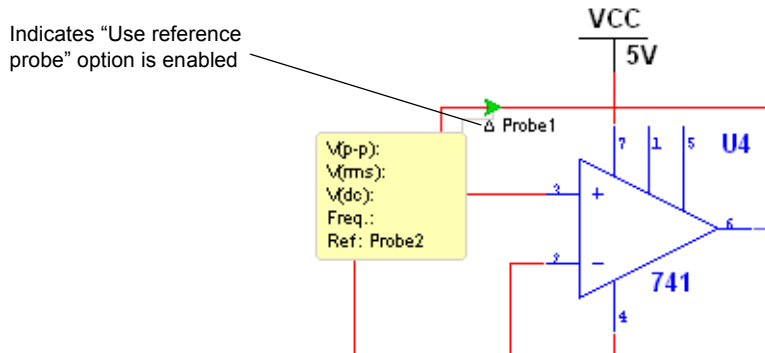 Indicates “Use reference
probe” option is enabled
VCC
5V
Δ Probe1
V(p-p):
V(rms):
V(dc):
Freq.:
Ref: Probe2
7
1
5
U4
3
+
6
2
−
741
4